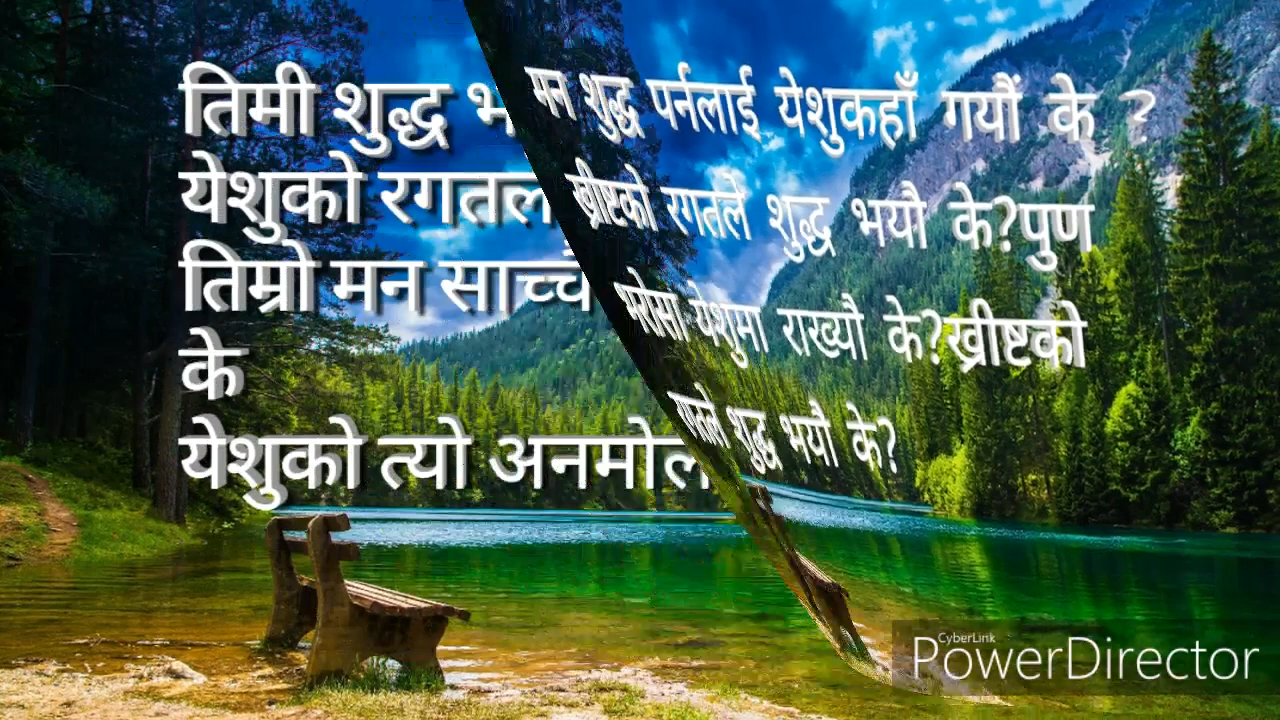 तिमी शुद्ध भ
येशुको रगतल
तिम्रो मन साच्चै
के
येशुको त्यो अनमोल
मन शुद्ध पर्नलाई येशुकहाँ गयौं के ?
ख्रीष्टको रगतले शुद्ध भयौ के?पुण
भरोसा येशुमा राख्यौ के?ख्रीष्टको
रगतले शुद्ध भयौ के?
CyberLink
PowerDirector